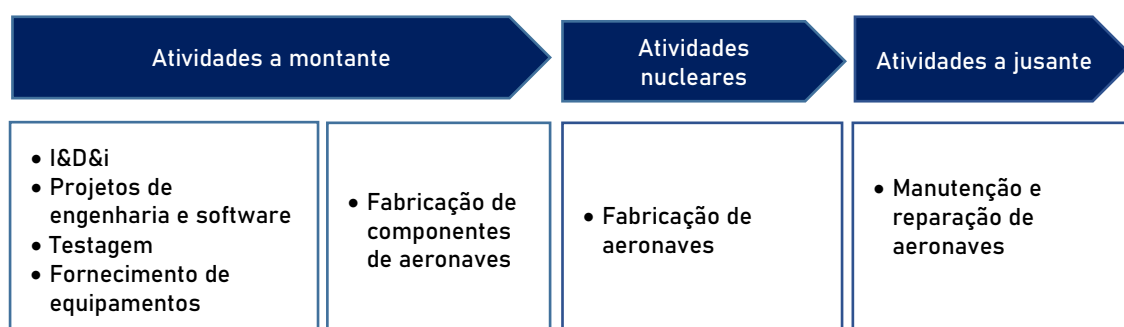 Atividades a montante
Atividades
nucleares
Atividades a jusante
• I&D&i
• Projetos de
engenharia e software
• Testagem
• Fornecimento de
equipamentos
• Fabricação de
componentes
de aeronaves
• Fabricação de
aeronaves
• Manutenção e
reparação de
aeronaves